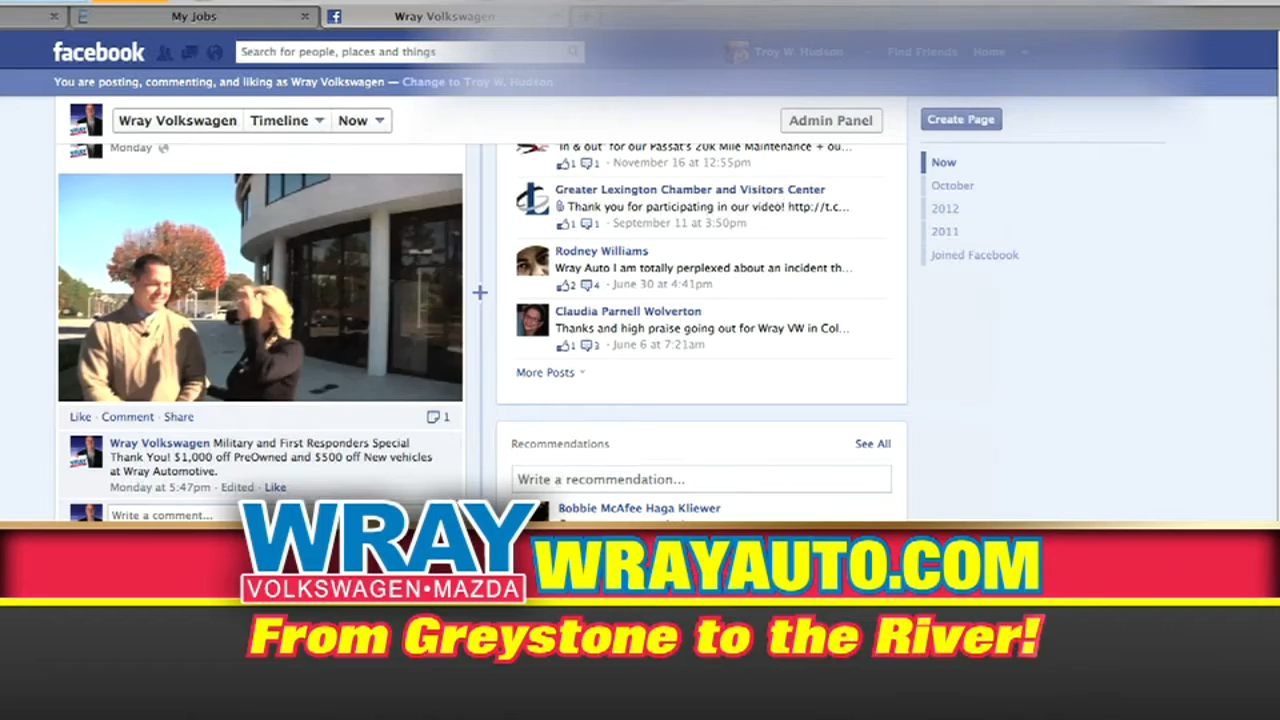 My Jobs
Wray Volkswagen
facebook
Search for people, places and things
Troy W. Hudson
Find Friends
Home
You are posting, commenting, and liking as Wray Volkswagen — Change to Troy W. Hudson
Wray Volkswagen
Timeline
Now
Admin Panel
Create Page
Monday
Like · Comment · Share
1
Wray Volkswagen Military and First Responders Special
Thank You! $1,000 off PreOwned and $500 off New vehicles
at Wray Automotive.
Monday at 5:47pm · Edited · Like
Write a comment...
"in & out" for our Passat's 20k Mile Maintenance + ou...
1 1 · November 16 at 12:55pm
Greater Lexington Chamber and Visitors Center
Thank you for participating in our video! http://t.c...
1 1 · September 11 at 3:50pm
Rodney Williams
Wray Auto I am totally perplexed about an incident th...
2 4 · June 30 at 4:41pm
Claudia Parnell Wolverton
Thanks and high praise going out for Wray VW in Col...
1 3 · June 6 at 7:21am
More Posts
Recommendations
See All
Write a recommendation...
Bobbie McAfee Haga Kliewer
Now
October
2012
2011
Joined Facebook
WRAY
VOLKSWAGEN•MAZDA
WRAYAUTO.COM
From Greystone to the River!